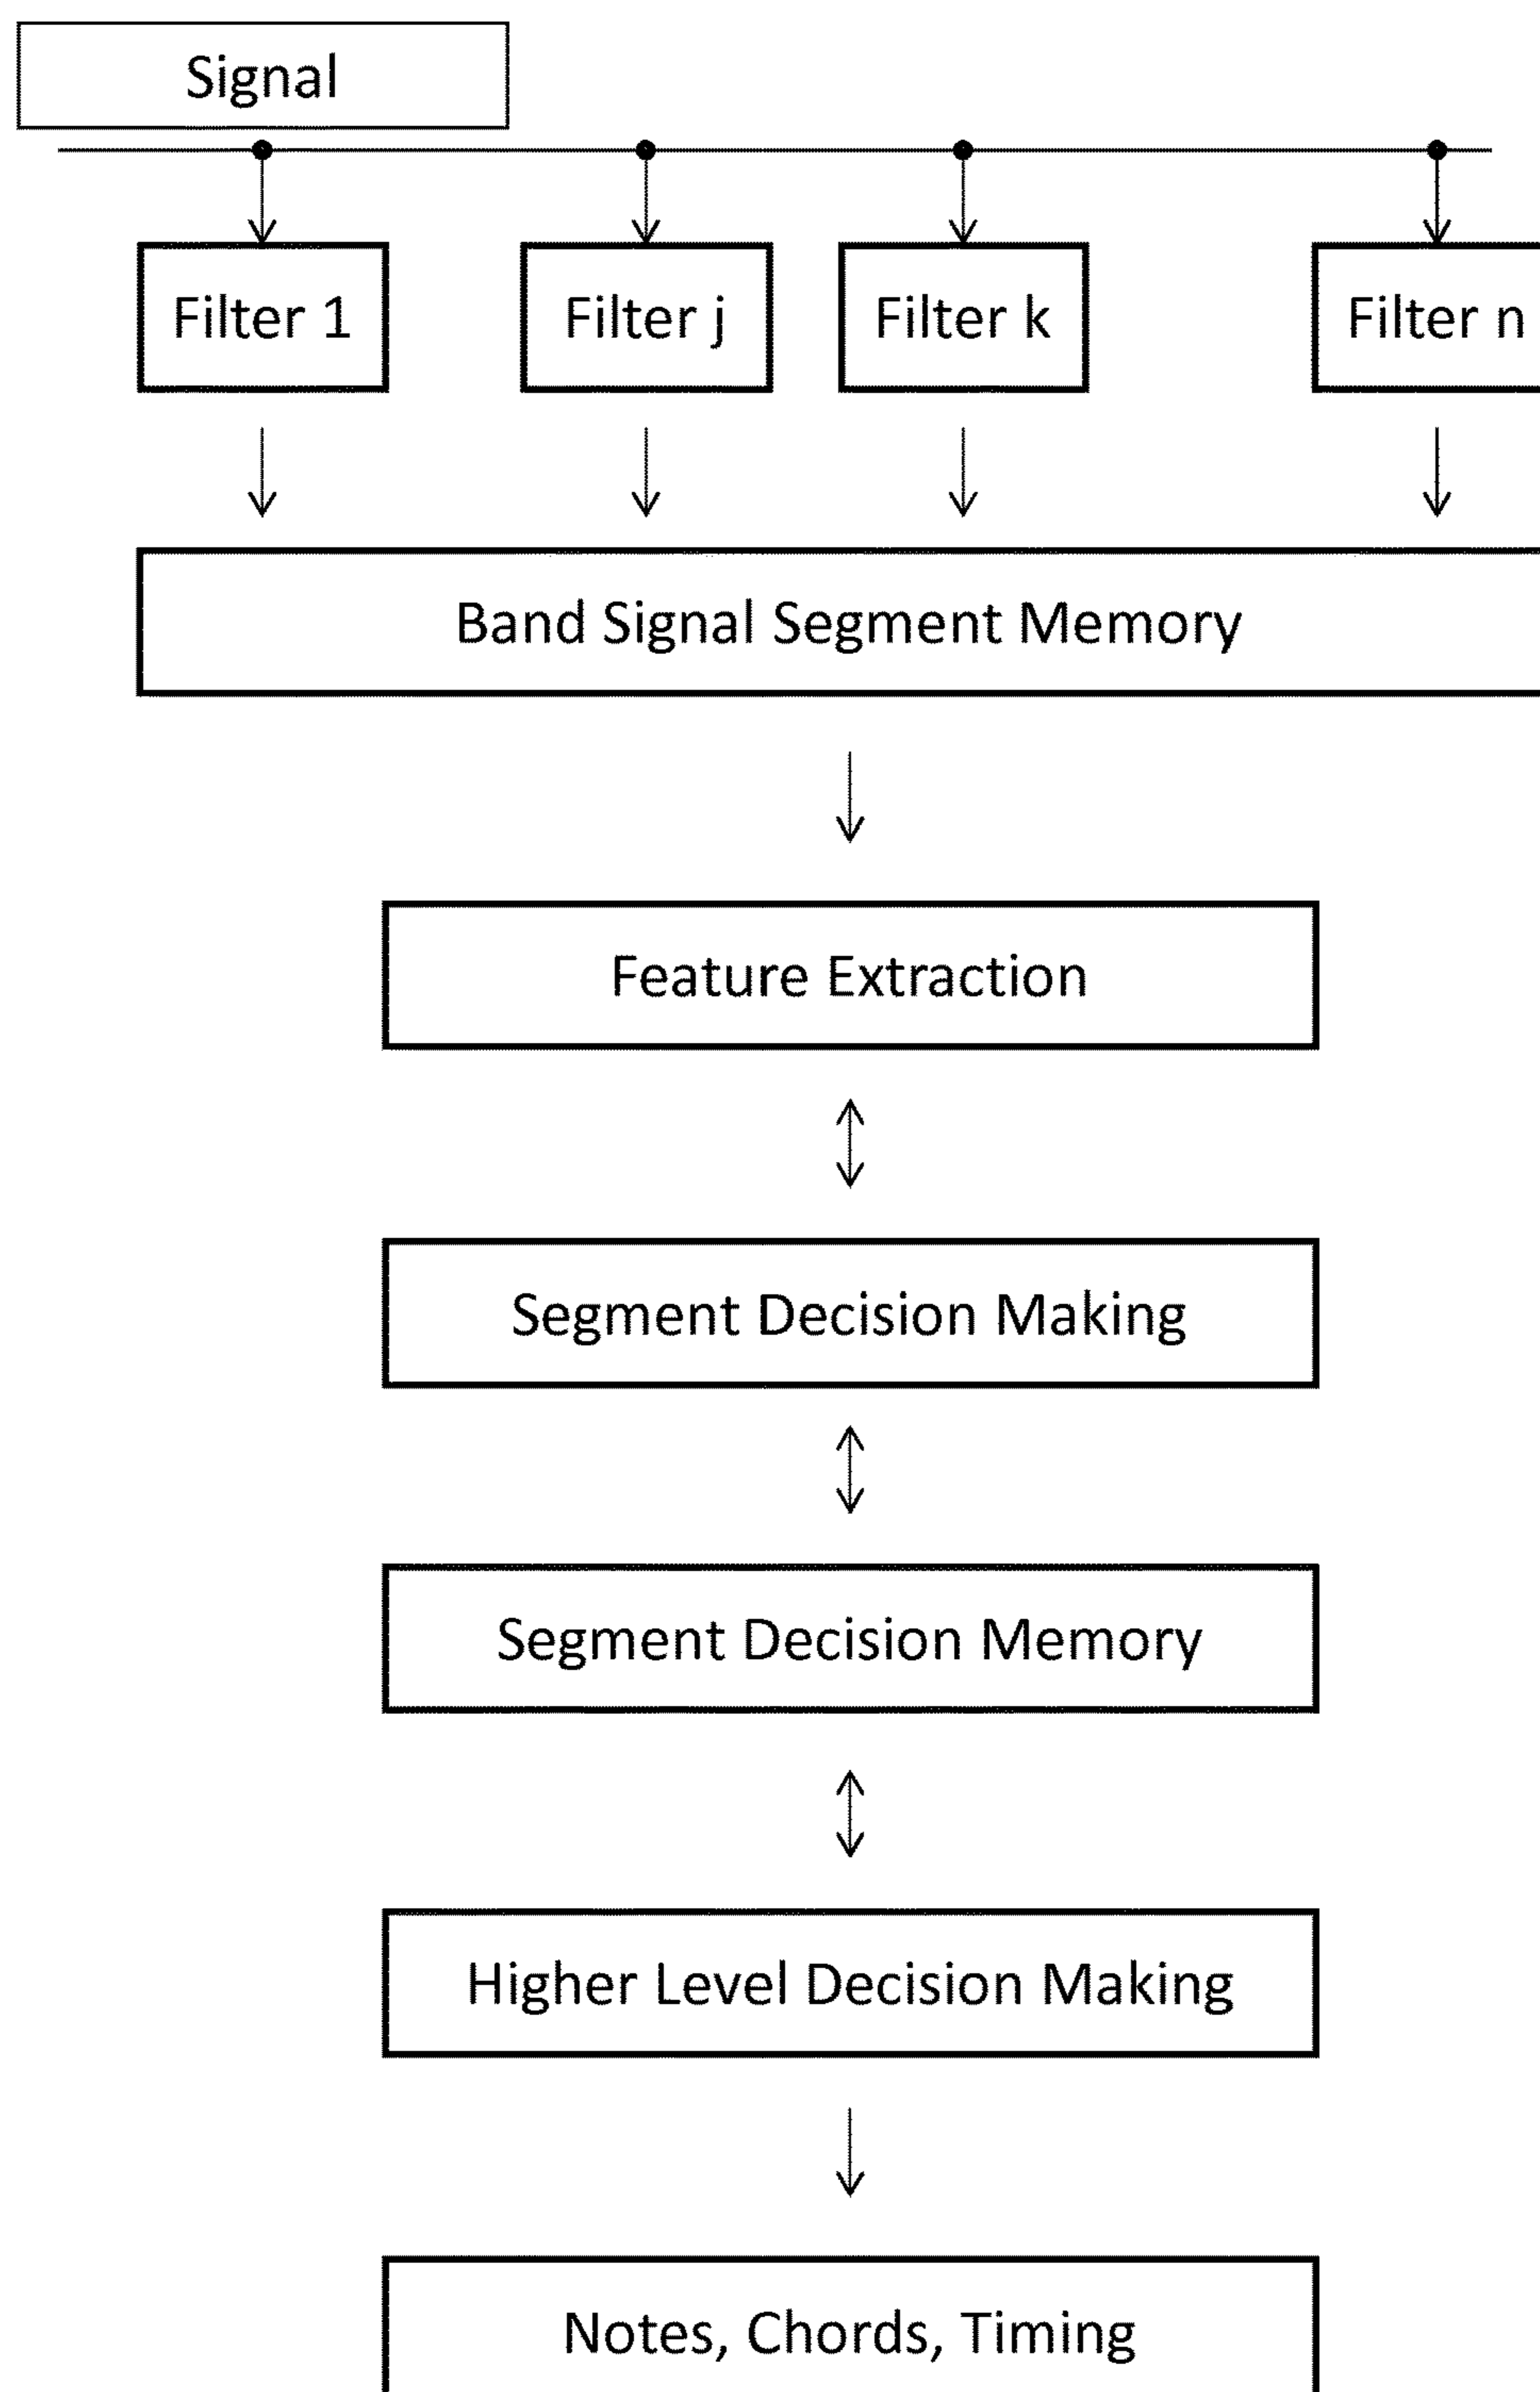 Signal
Filter 1
Filter j
Filter k
Filter n
Band Signal Segment Memory
Feature Extraction
Segment Decision Making
Segment Decision Memory
Higher Level Decision Making
Notes, Chords, Timing